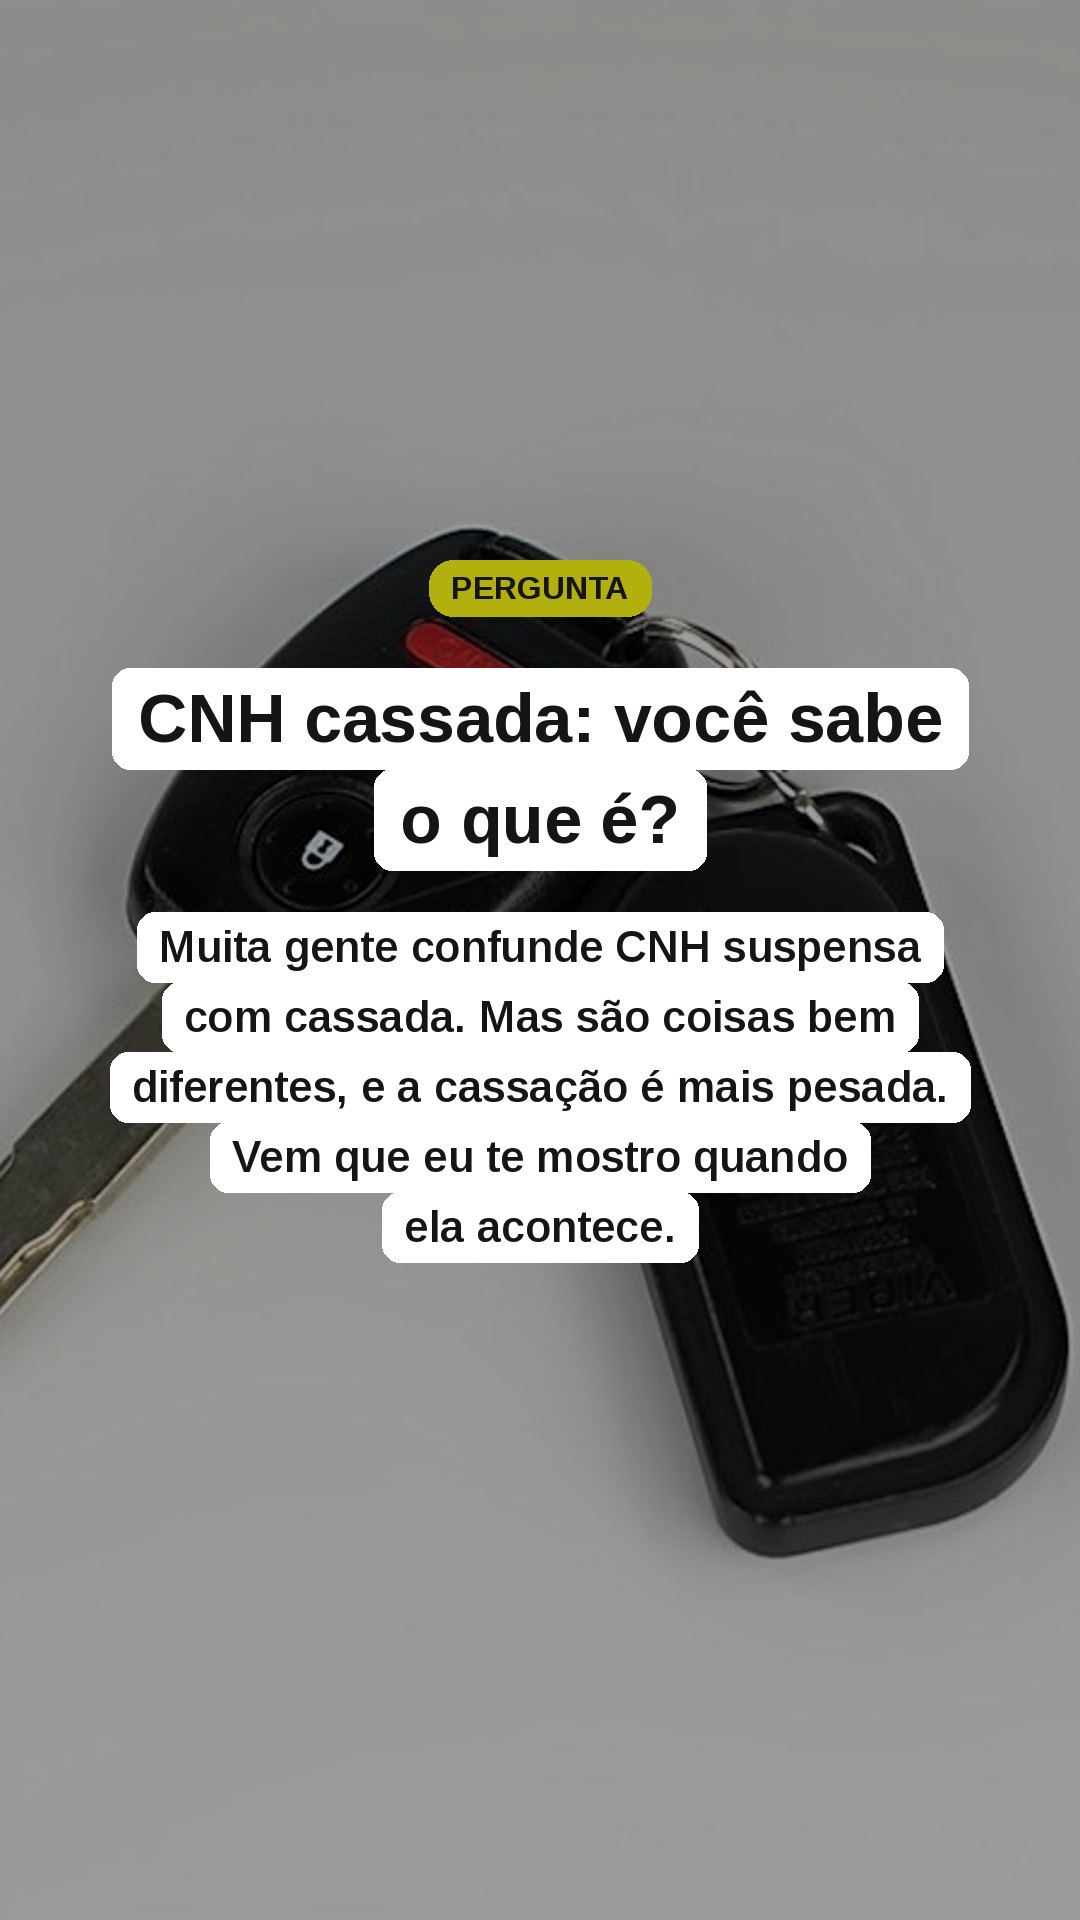 PERGUNTA
CNH cassada: você sabe
o que é?
Muita gente confunde CNH suspensa
com cassada. Mas são coisas bem
diferentes, e a cassação é mais pesada.
Vem que eu te mostro quando
ela acontece.
VIPER